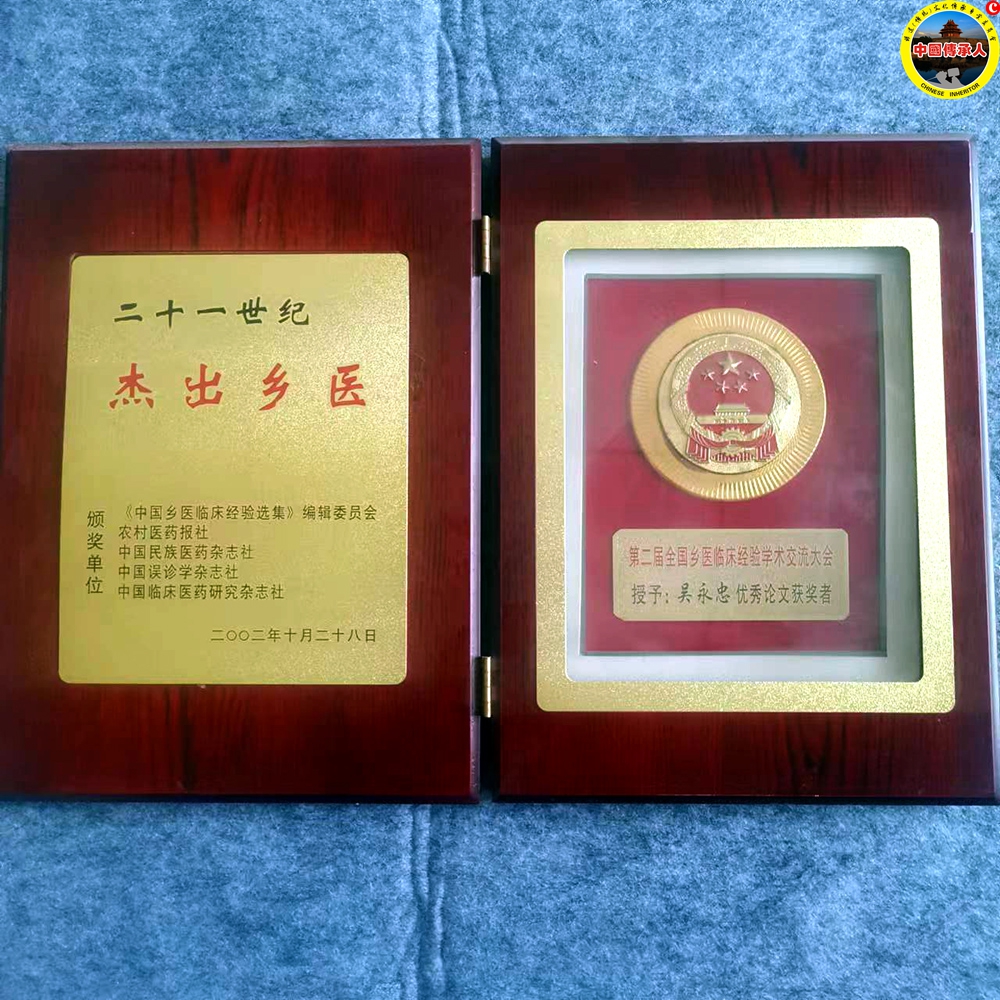 二十一世纪
杰出乡医
颁奖单位
《中国乡医临床经验选集》编辑委员会
农村医药报社
中国民族医药杂志社
中国误诊学杂志社
中国临床医药研究杂志社
二〇〇二年十月二十八日
第二届全国乡医临床经验学术交流大会
授予:吴永忠优秀论文获奖者
中國傳承人
CHINESE INHERITOR
C